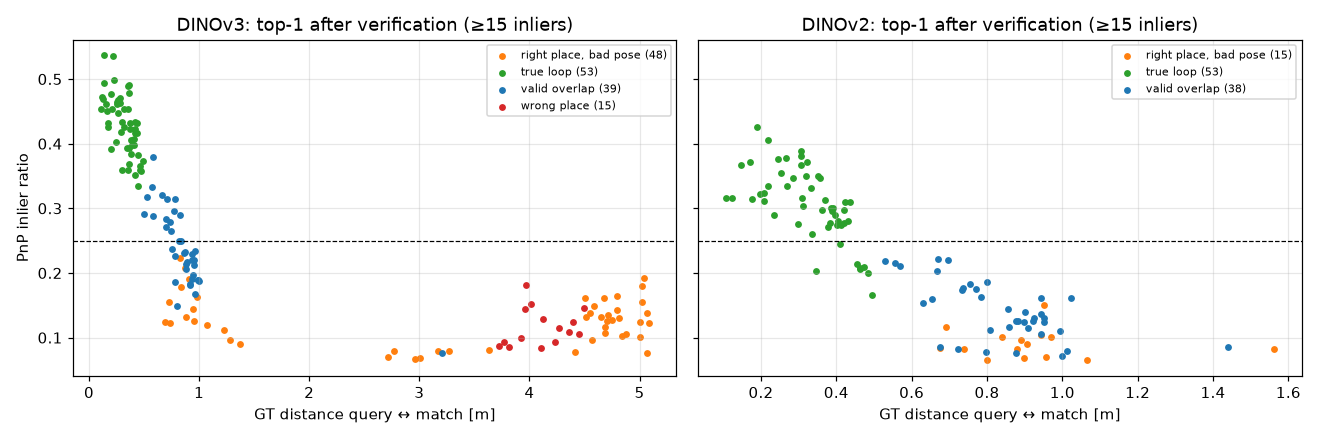 DINOv3: top-1 after verification (≥15 inliers)
right place, bad pose (48)
true loop (53)
valid overlap (39)
wrong place (15)
0.5
0.4
0.3
0.2
0.1
PnP inlier ratio
0 1 2 3 4 5
GT distance query ↔ match [m]
DINOv2: top-1 after verification (≥15 inliers)
right place, bad pose (15)
true loop (53)
valid overlap (38)
0.2 0.4 0.6 0.8 1.0 1.2 1.4 1.6
GT distance query ↔ match [m]